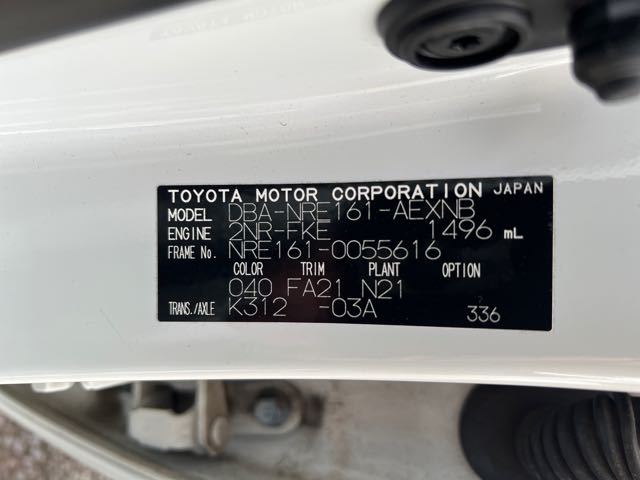 TOYOTA MOTOR CORPORATION JAPAN
MODEL DBA-NRE161-AEXNB
ENGINE 2NR-FKE 1496 mL
FRAME No. NRE161-0055616
COLOR TRIM PLANT OPTION
040 FA21 N21
TRANS./AXLE K312 -03A 336